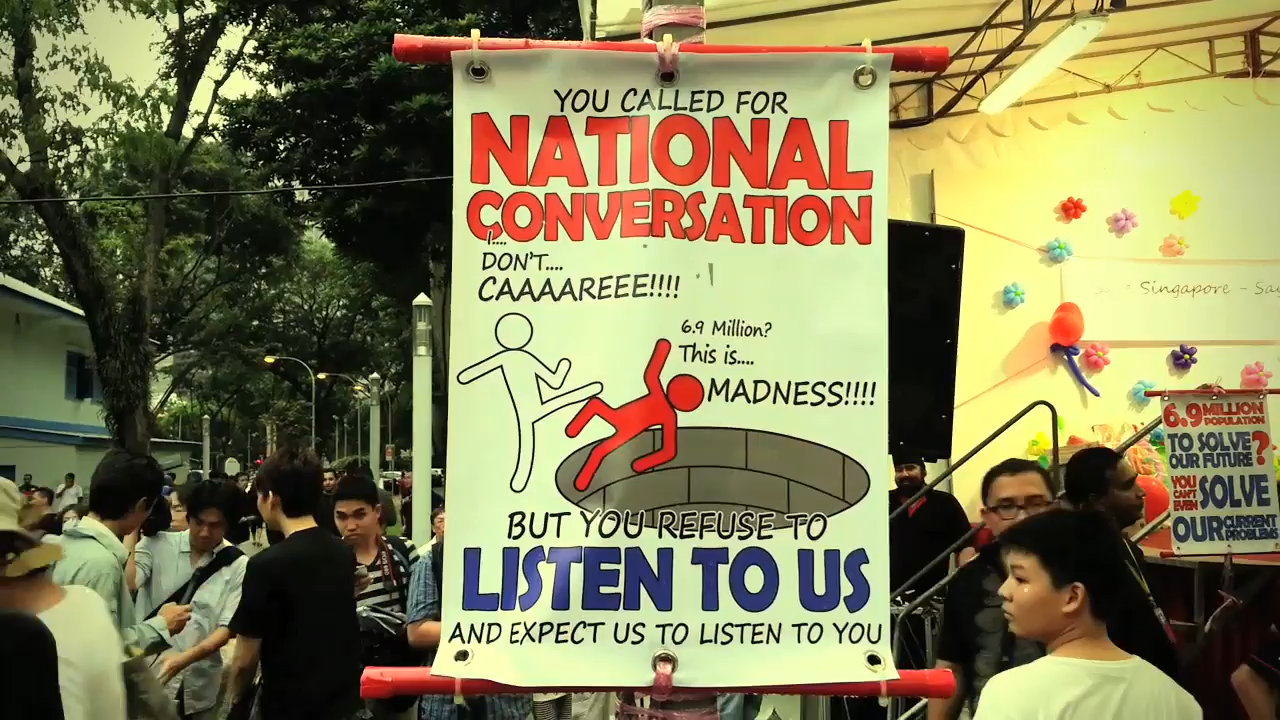 YOU CALLED FOR
NATIONAL
CONVERSATION
I....
DON'T....
CAAAAREEE!!!!
6.9 Million?
This is....
MADNESS!!!!
BUT YOU REFUSE TO
LISTEN TO US
AND EXPECT US TO LISTEN TO YOU
Singapore - Sa
6.9 MILLION
POPULATION
TO SOLVE
OUR FUTURE?
YOU
CAN'T
EVEN
SOLVE
OUR CURRENT
PROBLEMS